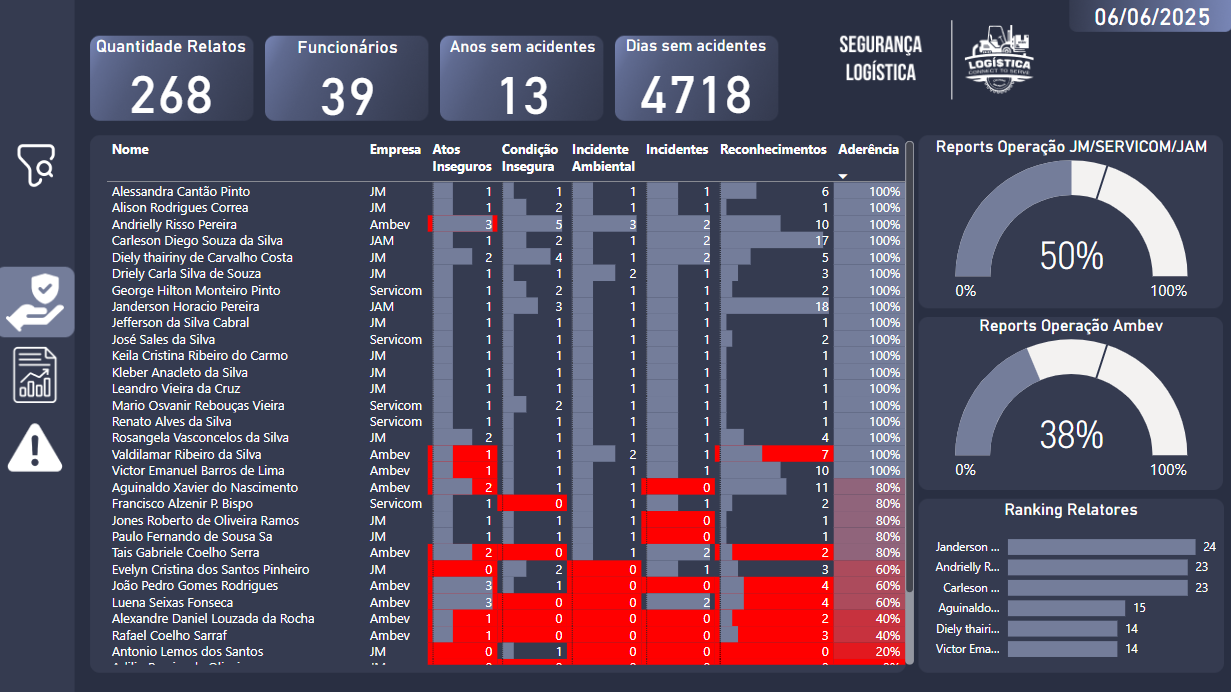 06/06/2025
Quantidade Relatos
268
Funcionários
39
Anos sem acidentes
13
Dias sem acidentes
4718
SEGURANÇA
LOGÍSTICA
LOGÍSTICA
CONNECT TO SERVE
Nome Empresa Atos Inseguros Condição Insegura Incidente Ambiental Incidentes Reconhecimentos Aderência
Alessandra Cantão Pinto JM 1 1 1 1 6 100%
Alison Rodrigues Correa JM 1 2 1 1 1 100%
Andrielly Risso Pereira Ambev 3 5 3 2 10 100%
Carleson Diego Souza da Silva JAM 1 2 1 2 17 100%
Diely thairiny de Carvalho Costa JM 2 4 1 2 5 100%
Driely Carla Silva de Souza JM 1 1 2 1 3 100%
George Hilton Monteiro Pinto Servicom 1 2 1 1 2 100%
Janderson Horacio Pereira JAM 1 3 1 1 18 100%
Jefferson da Silva Cabral JM 1 1 1 1 1 100%
José Sales da Silva Servicom 1 1 1 1 2 100%
Keila Cristina Ribeiro do Carmo JM 1 1 1 1 1 100%
Kleber Anacleto da Silva JM 1 1 1 1 1 100%
Leandro Vieira da Cruz JM 1 1 1 1 1 100%
Mario Osvanir Rebouças Vieira Servicom 1 2 1 1 1 100%
Renato Alves da Silva Servicom 1 1 1 1 1 100%
Rosangela Vasconcelos da Silva JM 2 1 1 1 4 100%
Valdilamar Ribeiro da Silva Ambev 1 1 2 1 7 100%
Victor Emanuel Barros de Lima Ambev 1 1 1 1 10 100%
Aguinaldo Xavier do Nascimento Ambev 2 1 1 0 11 80%
Francisco Alzenir P. Bispo Servicom 1 0 1 1 2 80%
Jones Roberto de Oliveira Ramos JM 1 1 1 0 1 80%
Paulo Fernando de Sousa Sa JM 1 1 1 0 1 80%
Tais Gabriele Coelho Serra Ambev 2 0 1 2 2 80%
Evelyn Cristina dos Santos Pinheiro JM 0 2 0 1 3 60%
João Pedro Gomes Rodrigues Ambev 3 1 0 0 4 60%
Luena Seixas Fonseca Ambev 3 0 0 2 4 60%
Alexandre Daniel Louzada da Rocha Ambev 1 0 0 0 2 40%
Rafael Coelho Sarraf Ambev 1 0 0 0 3 40%
Antonio Lemos dos Santos JM 0 1 0 0 0 20%
Reports Operação JM/SERVICOM/JAM
50%
0% 100%
Reports Operação Ambev
38%
0% 100%
Ranking Relatores
Janderson ... 24
Andrielly R... 23
Carleson ... 23
Aguinaldo... 15
Diely thairi... 14
Victor Ema... 14